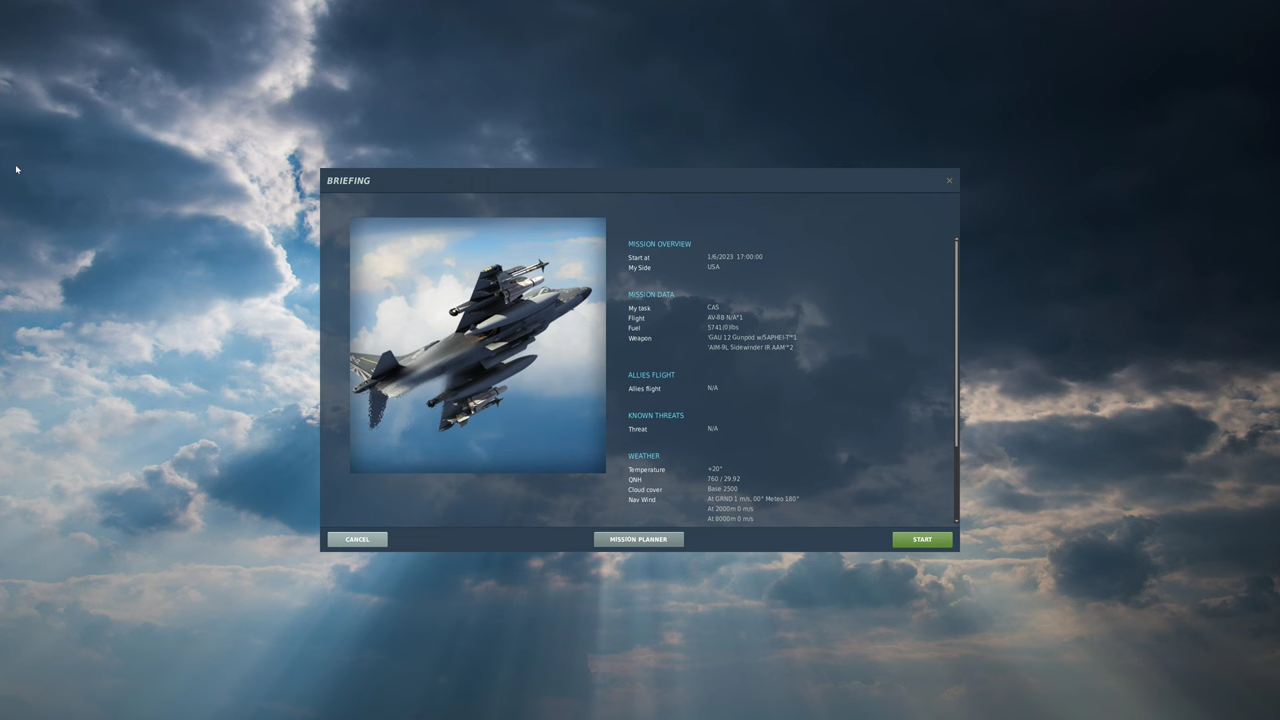 BRIEFING
MISSION OVERVIEW
Start at 1/6/2023 17:00:00
My Side USA
MISSION DATA
My task CAS
Flight AV-8B N/A*1
Fuel 5741(0)lbs
Weapon 'GAU 12 Gunpod w/SAPHEI-T'*1
'AIM-9L Sidewinder IR AAM'*2
ALLIES FLIGHT
Allies flight N/A
KNOWN THREATS
Threat N/A
WEATHER
Temperature +20°
QNH 760 / 29.92
Cloud cover Base 2500
Nav Wind At GRND 1 m/s, 00° Meteo 180°
At 2000m 0 m/s
At 8000m 0 m/s
CANCEL MISSION PLANNER START